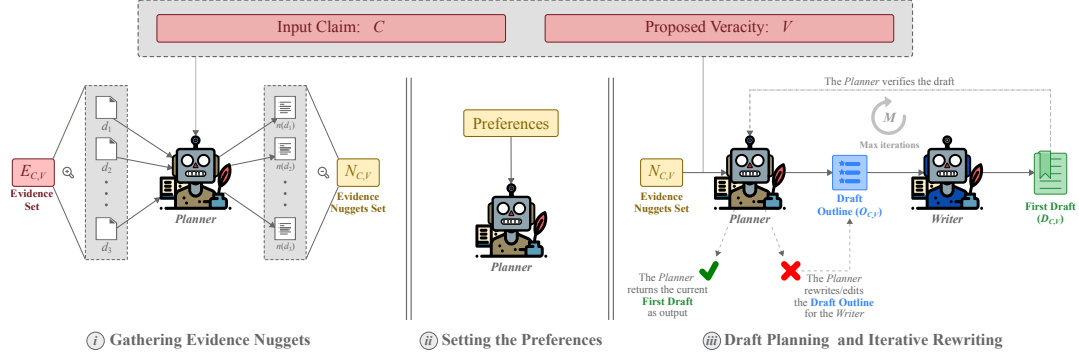 Input Claim: C
Proposed Veracity: V
E_{C,V}
Evidence
Set
d_1
d_2
d_3
Planner
n(d_1)
n(d_2)
n(d_3)
N_{C,V}
Evidence
Nuggets Set
i Gathering Evidence Nuggets
Preferences
Planner
ii Setting the Preferences
The Planner verifies the draft
M
Max iterations
N_{C,V}
Evidence
Nuggets Set
Planner
Draft
Outline (O_{C,V})
Writer
First Draft
(D_{C,V})
The Planner
returns the current
First Draft
as output
The Planner
rewrites/edits
the Draft Outline
for the Writer
iii Draft Planning and Iterative Rewriting